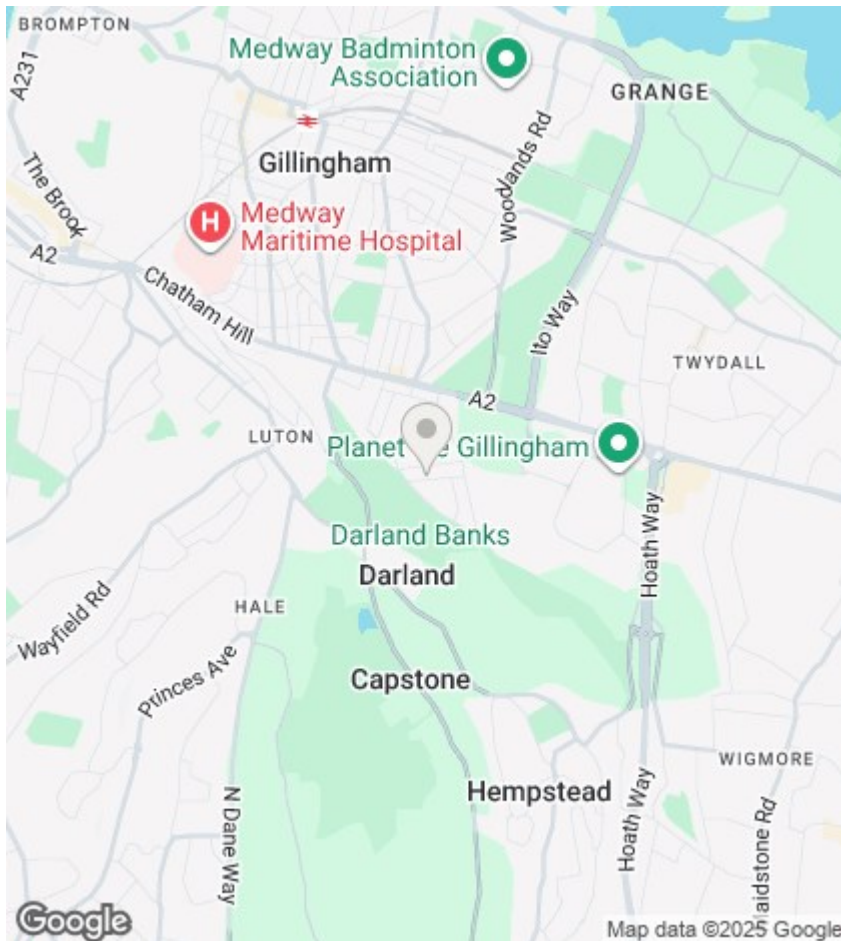 BROMPTON
Medway Badminton
Association
A231
GRANGE
Woodlands Rd
Gillingham
The Brook
Medway
Maritime Hospital
A2
Chatham Hill
Ito Way
TWYDALL
A2
LUTON
Gillingham
Darland Banks
Darland
Hoath Way
HALE
Wayfield Rd
Princes Ave
Capstone
WIGMORE
Hempstead
N Dane Way
Hoath Way
Maidstone Rd
Google
Map data ©2025 Google